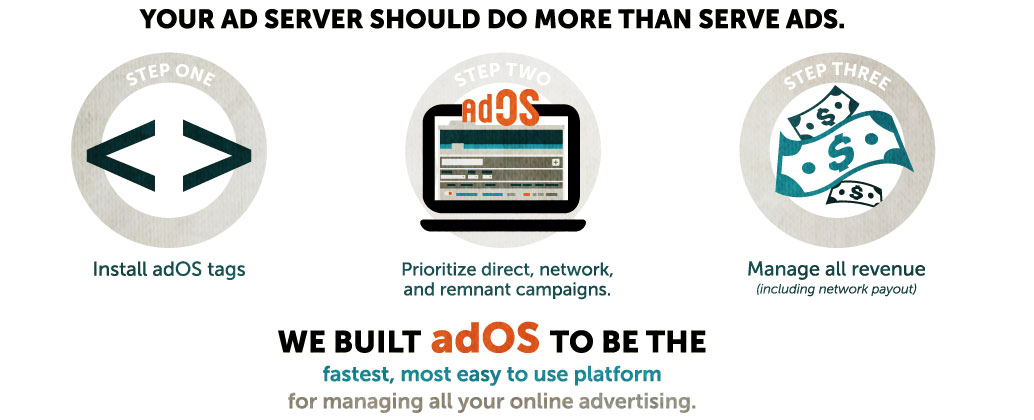 YOUR AD SERVER SHOULD DO MORE THAN SERVE ADS.
STEP ONE
STEP TWO
STEP THREE
AdOS
$
$
$
Install adOS tags
Prioritize direct, network,
and remnant campaigns.
Manage all revenue
(including network payout)
WE BUILT adOS TO BE THE
fastest, most easy to use platform
for managing all your online advertising.